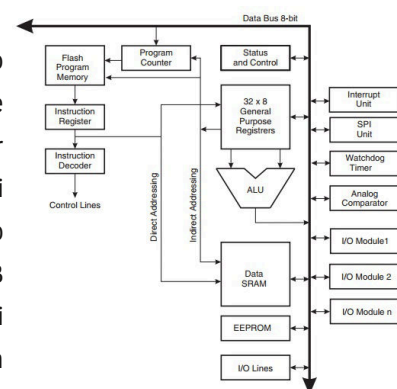 Data Bus 8-bit
Flash
Program
Memory
Program
Counter
Status
and Control
Instruction
Register
32 x 8
General
Purpose
Registers
Interrupt
Unit
SPI
Unit
Instruction
Decoder
Watchdog
Timer
ALU
Analog
Comparator
Control Lines
Direct Addressing
Indirect Addressing
I/O Module1
Data
SRAM
I/O Module 2
I/O Module n
EEPROM
I/O Lines